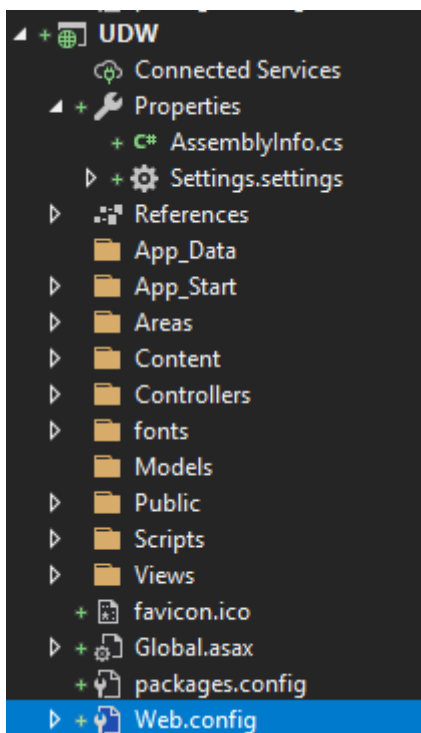 UDW
Connected Services
Properties
C# AssemblyInfo.cs
Settings.settings
References
App_Data
App_Start
Areas
Content
Controllers
fonts
Models
Public
Scripts
Views
favicon.ico
Global.asax
packages.config
Web.config